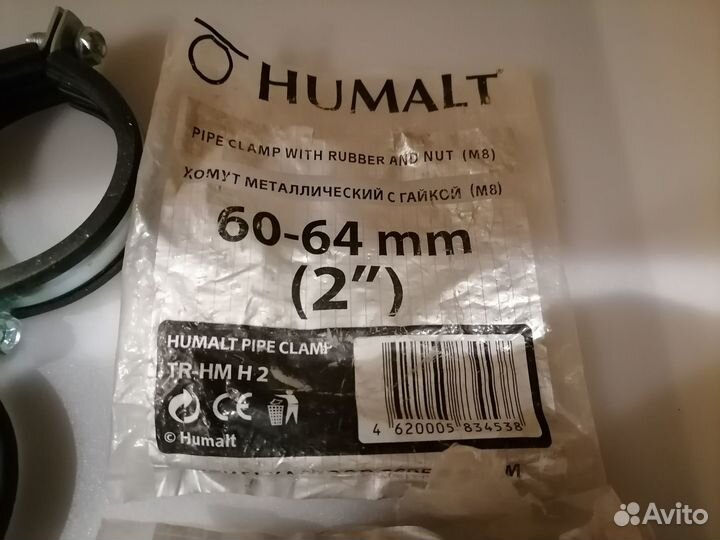 HUMALT
PIPE CLAMP WITH RUBBER AND NUT (M8)
ХОМУТ МЕТАЛЛИЧЕСКИЙ С ГАЙКОЙ (M8)
60-64 mm
(2”)
HUMALT PIPE CLAMP
TR-HM H 2
CE
© Humalt
4 620005 834538
Avito